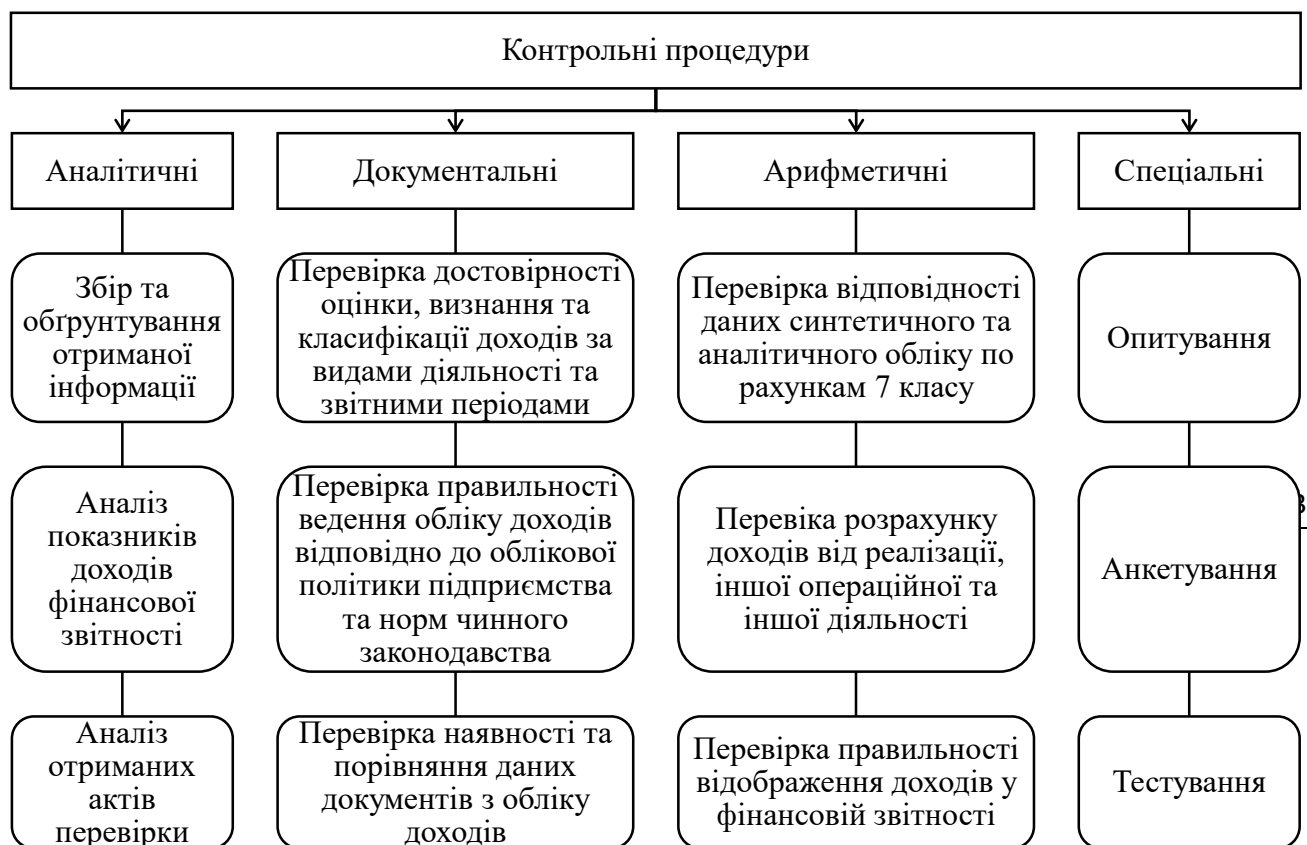 Контрольні процедури
Аналітичні
Документальні
Арифметичні
Спеціальні
Збір та
обґрунтування
отриманої
інформації
Перевірка достовірності
оцінки, визнання та
класифікації доходів за
видами діяльності та
звітними періодами
Перевірка відповідності
даних синтетичного та
аналітичного обліку по
рахункам 7 класу
Опитування
Аналіз
показників
доходів
фінансової
звітності
Перевірка правильності
ведення обліку доходів
відповідно до облікової
політики підприємства
та норм чинного
законодавства
Перевіка розрахунку
доходів від реалізації,
іншої операційної та
іншої діяльності
Анкетування
Аналіз
отриманих
актів
перевірки
Перевірка наявності та
порівняння даних
документів з обліку
доходів
Перевірка правильності
відображення доходів у
фінансовій звітності
Тестування